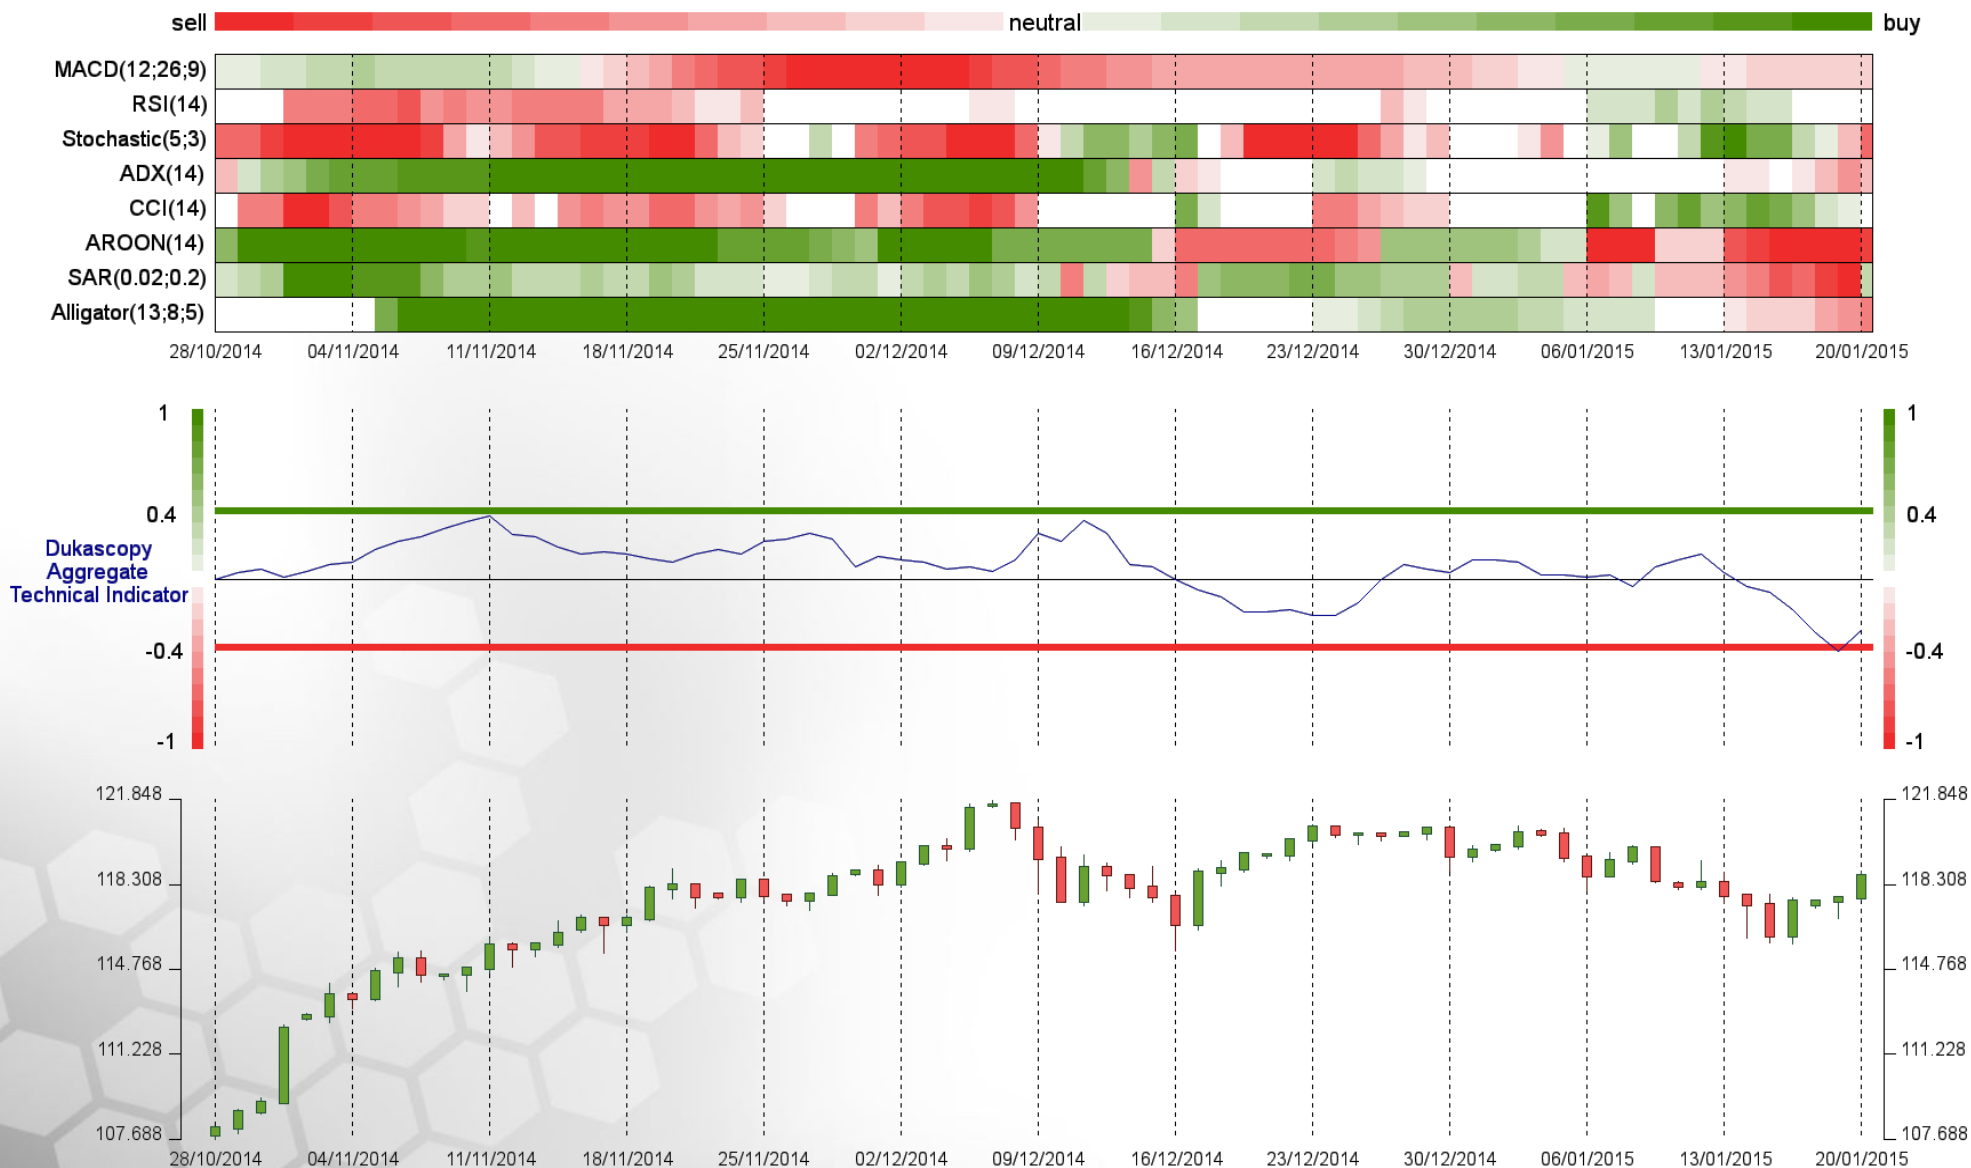 sell neutral buy
MACD(12;26;9)
RSI(14)
Stochastic(5;3)
ADX(14)
CCI(14)
AROON(14)
SAR(0.02;0.2)
Alligator(13;8;5)
28/10/2014 04/11/2014 11/11/2014 18/11/2014 25/11/2014 02/12/2014 09/12/2014 16/12/2014 23/12/2014 30/12/2014 06/01/2015 13/01/2015 20/01/2015
1 1
0.4 0.4
Dukascopy
Aggregate
Technical Indicator
-0.4 -0.4
-1 -1
121.848 121.848
118.308 118.308
114.768 114.768
111.228 111.228
107.688 107.688
28/10/2014 04/11/2014 11/11/2014 18/11/2014 25/11/2014 02/12/2014 09/12/2014 16/12/2014 23/12/2014 30/12/2014 06/01/2015 13/01/2015 20/01/2015